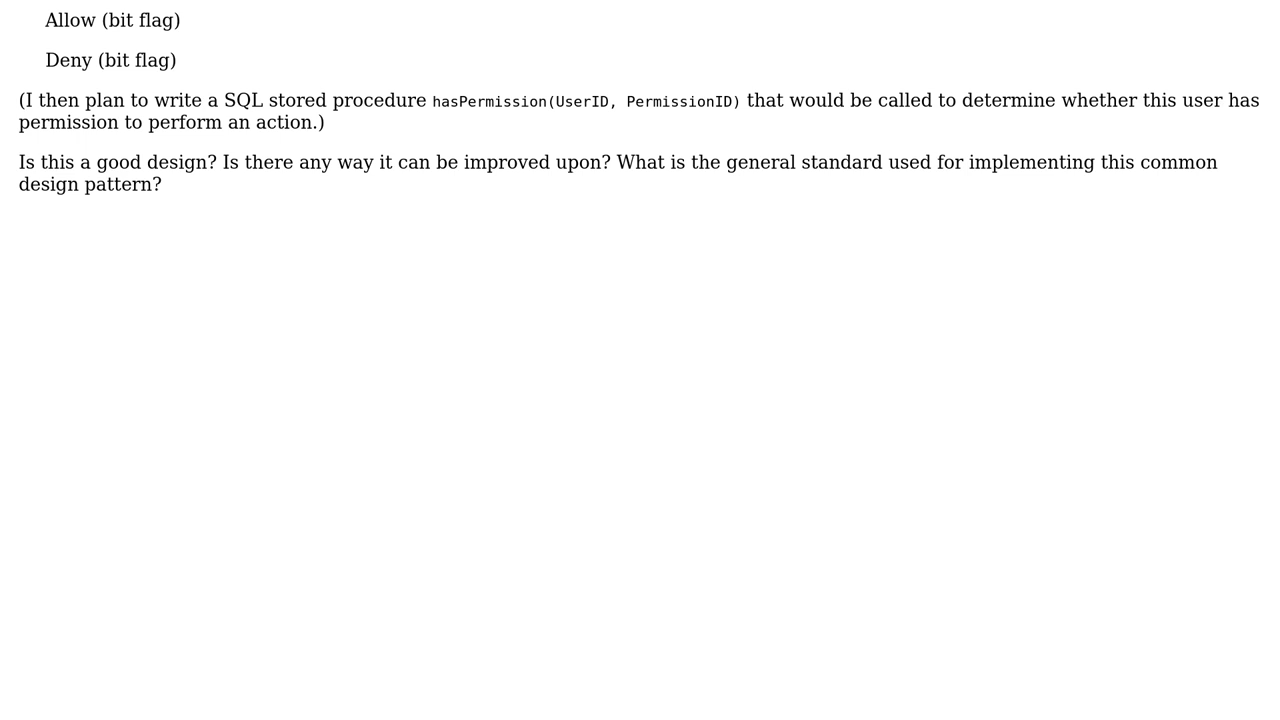 Allow (bit flag)
Deny (bit flag)
(I then plan to write a SQL stored procedure hasPermission(UserID, PermissionID) that would be called to determine whether this user has
permission to perform an action.)
Is this a good design? Is there any way it can be improved upon? What is the general standard used for implementing this common
design pattern?